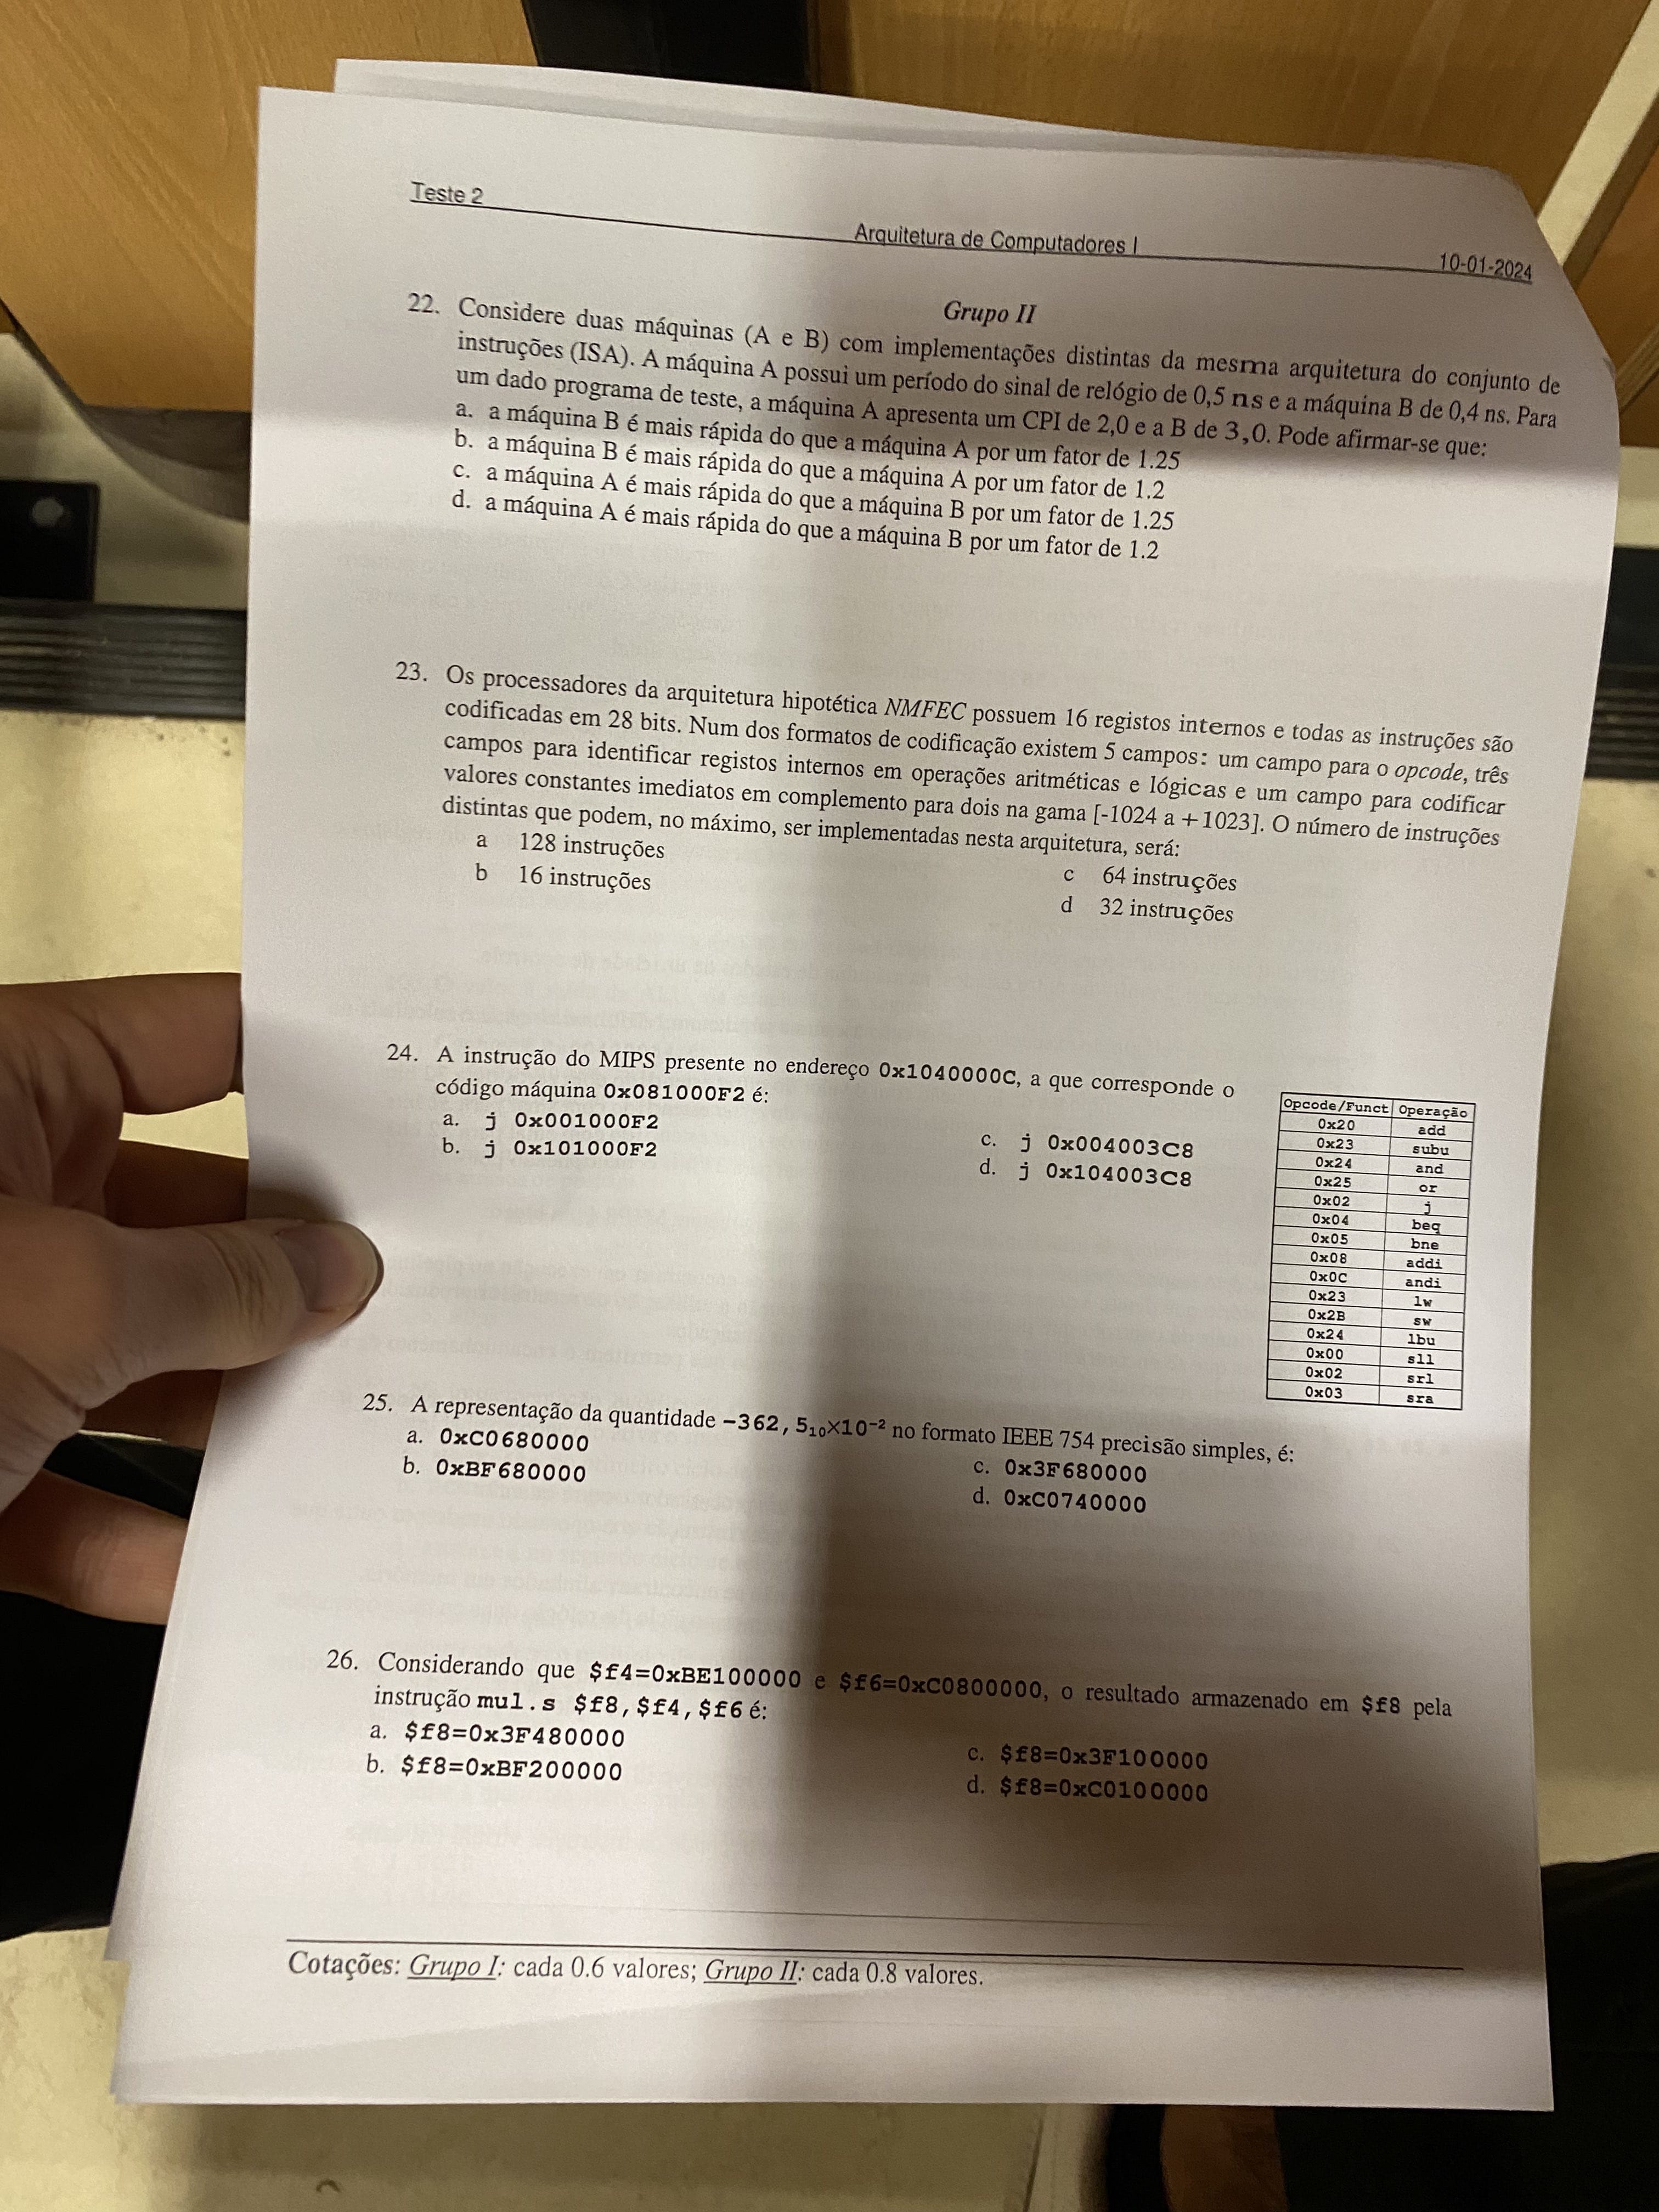 Teste 2
Arquitetura de Computadores I
10-01-2024
Grupo II
22. Considere duas máquinas (A e B) com implementações distintas da mesma arquitetura do conjunto de
instruções (ISA). A máquina A possui um período do sinal de relógio de 0,5 ns e a máquina B de 0,4 ns. Para
um dado programa de teste, a máquina A apresenta um CPI de 2,0 e a B de 3,0. Pode afirmar-se que:
a. a máquina B é mais rápida do que a máquina A por um fator de 1.25
b. a máquina B é mais rápida do que a máquina A por um fator de 1.2
c. a máquina A é mais rápida do que a máquina B por um fator de 1.25
d. a máquina A é mais rápida do que a máquina B por um fator de 1.2
23. Os processadores da arquitetura hipotética NMFEC possuem 16 registos internos e todas as instruções são
codificadas em 28 bits. Num dos formatos de codificação existem 5 campos: um campo para o opcode, três
campos para identificar registos internos em operações aritméticas e lógicas e um campo para codificar
valores constantes imediatos em complemento para dois na gama [-1024 a +1023]. O número de instruções
distintas que podem, no máximo, ser implementadas nesta arquitetura, será:
a 128 instruções
b 16 instruções
c 64 instruções
d 32 instruções
24. A instrução do MIPS presente no endereço 0x1040000C, a que corresponde o
código máquina 0x081000F2 é:
a. j 0x001000F2
b. j 0x101000F2
c. j 0x004003C8
d. j 0x104003C8
Opcode/Funct Operação
0x20 add
0x23 subu
0x24 and
0x25 or
0x02 j
0x04 beq
0x05 bne
0x08 addi
0x0C andi
0x23 lw
0x2B sw
0x24 lbu
0x00 sll
0x02 srl
0x03 sra
25. A representação da quantidade -362,5₁₀×10⁻² no formato IEEE 754 precisão simples, é:
a. 0xC0680000
b. 0xBF680000
c. 0x3F680000
d. 0xC0740000
26. Considerando que $f4=0xBE100000 e $f6=0xC0800000, o resultado armazenado em $f8 pela
instrução mul.s $f8,$f4,$f6 é:
a. $f8=0x3F480000
b. $f8=0xBF200000
c. $f8=0x3F100000
d. $f8=0xC0100000
Cotações: Grupo I: cada 0.6 valores; Grupo II: cada 0.8 valores.